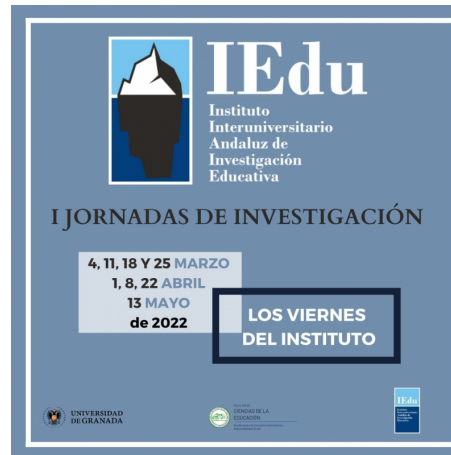 IEdu
Instituto
Interuniversitario
Andaluz de
Investigación
Educativa
I JORNADAS DE INVESTIGACIÓN
4, 11, 18 Y 25 MARZO
1, 8, 22 ABRIL
13 MAYO
de 2022
LOS VIERNES
DEL INSTITUTO
UNIVERSIDAD
DE GRANADA
CIENCIAS DE LA
EDUCACIÓN
IEdu